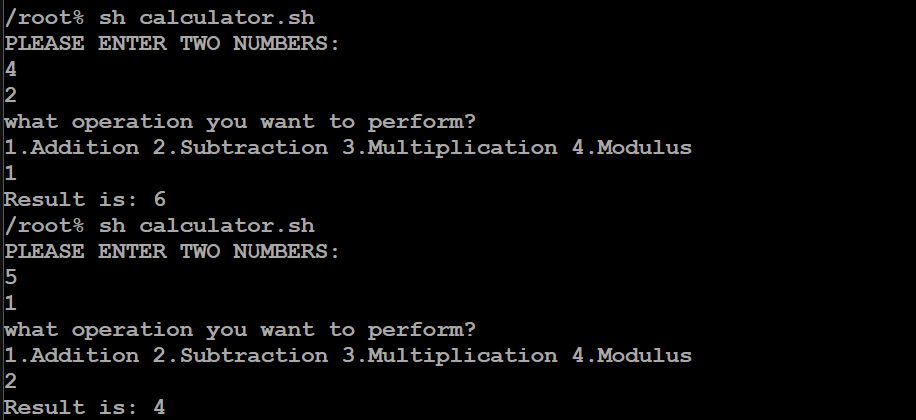 /root% sh calculator.sh
PLEASE ENTER TWO NUMBERS:
4
2
what operation you want to perform?
1.Addition 2.Subtraction 3.Multiplication 4.Modulus
1
Result is: 6
/root% sh calculator.sh
PLEASE ENTER TWO NUMBERS:
5
1
what operation you want to perform?
1.Addition 2.Subtraction 3.Multiplication 4.Modulus
2
Result is: 4